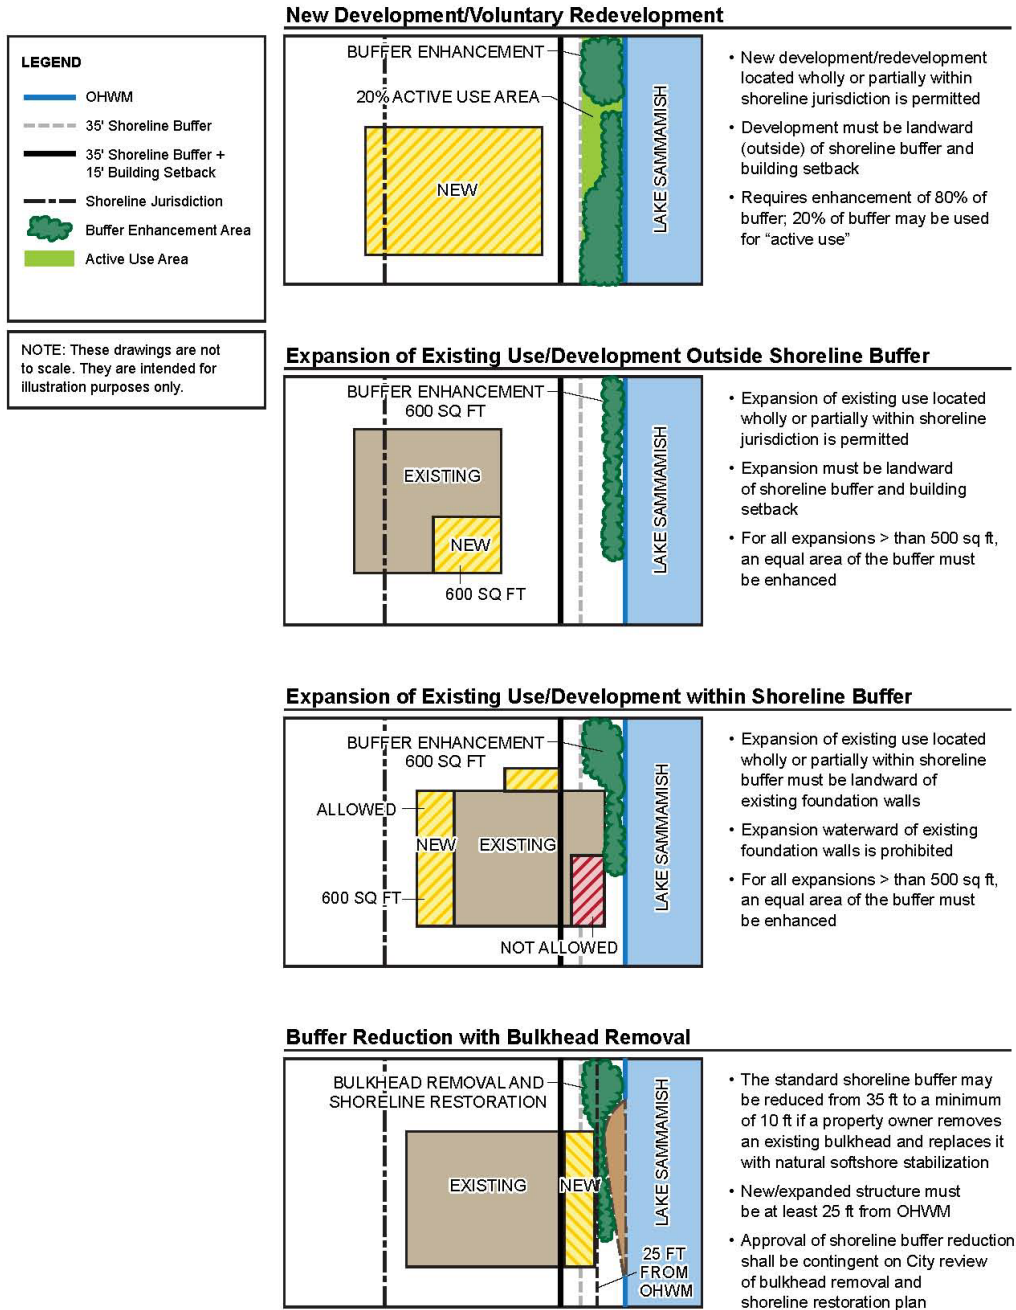 New Development/Voluntary Redevelopment
LEGEND
OHWM
35' Shoreline Buffer
35' Shoreline Buffer +
15' Building Setback
Shoreline Jurisdiction
Buffer Enhancement Area
Active Use Area
NOTE: These drawings are not
to scale. They are intended for
illustration purposes only.
BUFFER ENHANCEMENT
20% ACTIVE USE AREA
NEW
LAKE SAMMAMISH
• New development/redevelopment
located wholly or partially within
shoreline jurisdiction is permitted
• Development must be landward
(outside) of shoreline buffer and
building setback
• Requires enhancement of 80% of
buffer; 20% of buffer may be used
for “active use”
Expansion of Existing Use/Development Outside Shoreline Buffer
BUFFER ENHANCEMENT
600 SQ FT
EXISTING
NEW
600 SQ FT
LAKE SAMMAMISH
• Expansion of existing use located
wholly or partially within shoreline
jurisdiction is permitted
• Expansion must be landward
of shoreline buffer and building
setback
• For all expansions > than 500 sq ft,
an equal area of the buffer must
be enhanced
Expansion of Existing Use/Development within Shoreline Buffer
BUFFER ENHANCEMENT
600 SQ FT
ALLOWED
NEW
EXISTING
600 SQ FT
NOT ALLOWED
LAKE SAMMAMISH
• Expansion of existing use located
wholly or partially within shoreline
buffer must be landward of
existing foundation walls
• Expansion waterward of existing
foundation walls is prohibited
• For all expansions > than 500 sq ft,
an equal area of the buffer must
be enhanced
Buffer Reduction with Bulkhead Removal
BULKHEAD REMOVAL AND
SHORELINE RESTORATION
EXISTING
NEW
25 FT
FROM
OHWM
LAKE SAMMAMISH
• The standard shoreline buffer may
be reduced from 35 ft to a minimum
of 10 ft if a property owner removes
an existing bulkhead and replaces it
with natural softshore stabilization
• New/expanded structure must
be at least 25 ft from OHWM
• Approval of shoreline buffer reduction
shall be contingent on City review
of bulkhead removal and
shoreline restoration plan